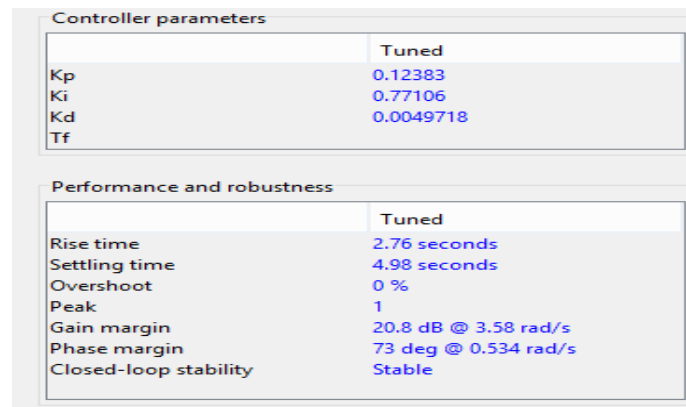 Controller parameters
Tuned
Kp 0.12383
Ki 0.77106
Kd 0.0049718
Tf
Performance and robustness
Tuned
Rise time 2.76 seconds
Settling time 4.98 seconds
Overshoot 0 %
Peak 1
Gain margin 20.8 dB @ 3.58 rad/s
Phase margin 73 deg @ 0.534 rad/s
Closed-loop stability Stable